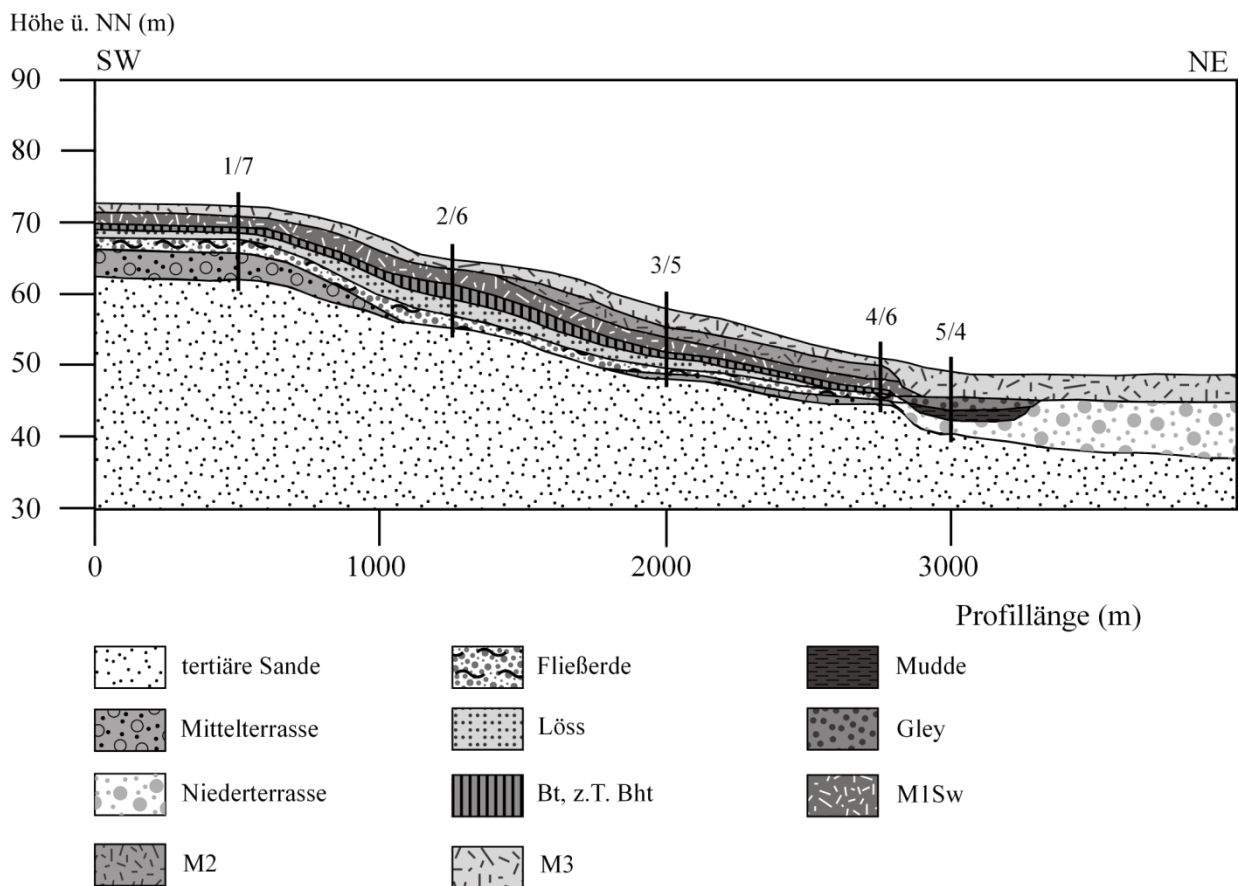 Höhe ü. NN (m)
SW NE
90
80
70
60
50
40
30
1/7
2/6
3/5
4/6
5/4
0 1000 2000 3000
Profillänge (m)
tertiäre Sande Fließerde Mudde
Mittelterrasse Löss Gley
Niederterrasse Bt, z.T. Bht M1Sw
M2 M3